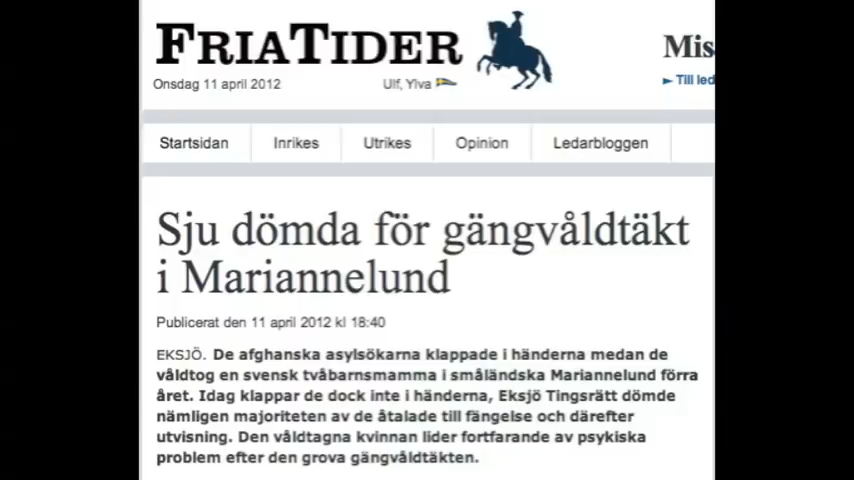 FRIATIDER
Onsdag 11 april 2012
Ulf, Ylva
Startsidan
Inrikes
Utrikes
Opinion
Ledarbloggen
Sju dömda för gängvåldtäkt
i Mariannelund
Publicerat den 11 april 2012 kl 18:40
EKSJÖ. De afghanska asylsökarna klappade i händerna medan de
våldtog en svensk tvåbarnsmamma i småländska Mariannelund förra
året. Idag klappar de dock inte i händerna, Eksjö Tingsrätt dömde
nämligen majoriteten av de åtalade till fängelse och därefter
utvisning. Den våldtagna kvinnan lider fortfarande av psykiska
problem efter den grova gängvåldtäkten.